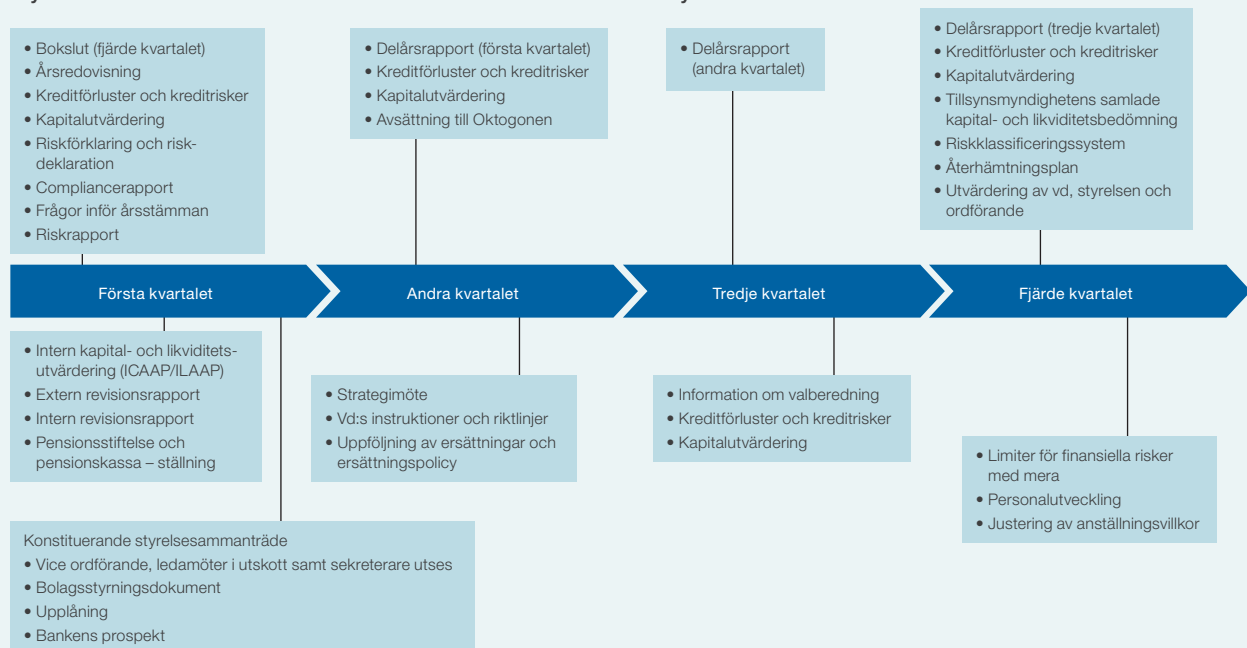 • Bokslut (fjärde kvartalet)
• Årsredovisning
• Kreditförluster och kreditrisker
• Kapitalutvärdering
• Riskförklaring och risk-
deklaration
• Compliancerapport
• Frågor inför årsstämman
• Riskrapport
• Delårsrapport (första kvartalet)
• Kreditförluster och kreditrisker
• Kapitalutvärdering
• Avsättning till Oktogonen
• Delårsrapport
(andra kvartalet)
• Delårsrapport (tredje kvartalet)
• Kreditförluster och kreditrisker
• Kapitalutvärdering
• Tillsynsmyndighetens samlade
kapital- och likviditetsbedömning
• Riskklassificeringssystem
• Återhämtningsplan
• Utvärdering av vd, styrelsen och
ordförande
Första kvartalet
Andra kvartalet
Tredje kvartalet
Fjärde kvartalet
• Intern kapital- och likviditets-
utvärdering (ICAAP/ILAAP)
• Extern revisionsrapport
• Intern revisionsrapport
• Pensionsstiftelse och
pensionskassa – ställning
• Strategimöte
• Vd:s instruktioner och riktlinjer
• Uppföljning av ersättningar och
ersättningspolicy
• Information om valberedning
• Kreditförluster och kreditrisker
• Kapitalutvärdering
• Limiter för finansiella risker
med mera
• Personalutveckling
• Justering av anställningsvillkor
Konstituerande styrelsesammanträde
• Vice ordförande, ledamöter i utskott samt sekreterare utses
• Bolagsstyrningsdokument
• Upplåning
• Bankens prospekt